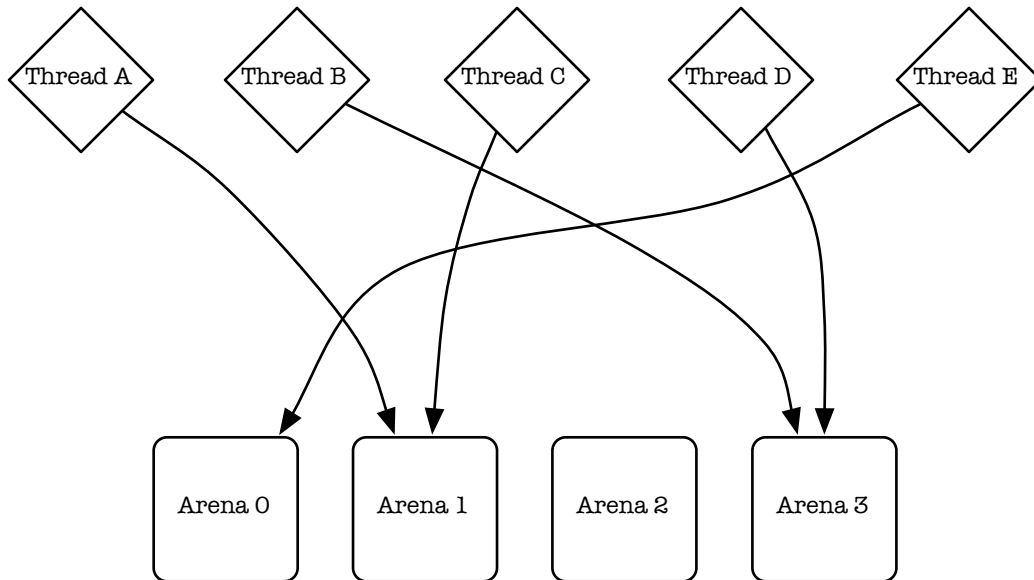 Thread A
Thread B
Thread C
Thread D
Thread E
Arena 0
Arena 1
Arena 2
Arena 3